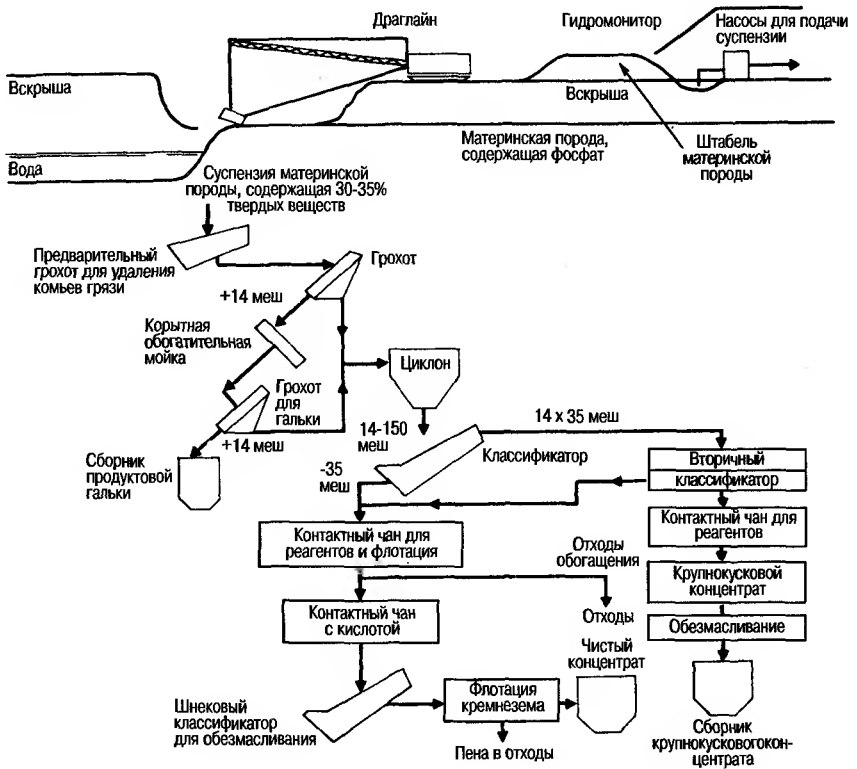 Драглайн
Гидромонитор
Насосы для подачи
суспензии
Вскрыша
Вскрыша
Материнская порода,
содержащая фосфат
Штабель
материнской
породы
Вода
Суспензия материнской
породы, содержащая 30-35%
твердых веществ
Предварительный
грохот для удаления
комьев грязи
Грохот
+14 меш
Корытная
обогатительная
мойка
Циклон
Грохот
для
гальки
+14 меш
14-150
меш
14 x 35 меш
Сборник
продуктовой
гальки
-35
меш
Классификатор
Вторичный
классификатор
Контактный чан для
реагентов и флотация
Контактный чан для
реагентов
Отходы
обогащения
Крупнокусковой
концентрат
Контактный чан
с кислотой
Отходы
Обезмасливание
Чистый
концентрат
Шнековый
классификатор
для обезмасливания
Флотация
кремнезема
Пена в отходы
Сборник
крупнокусковогокон-
центрата